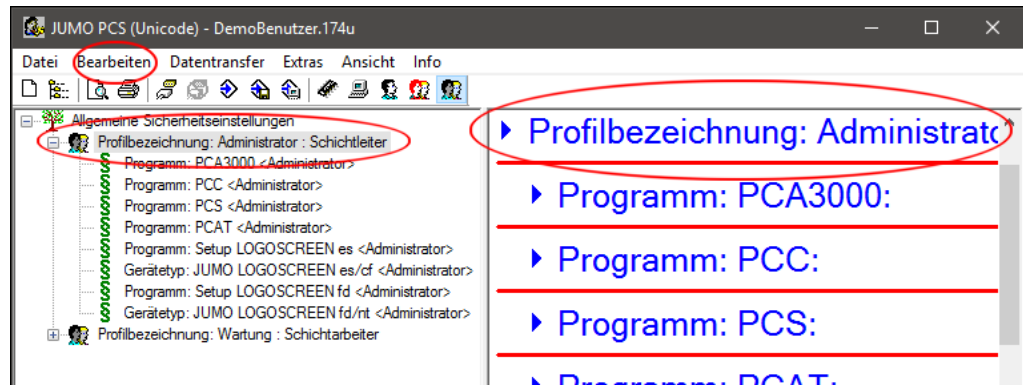 JUMO PCS (Unicode) - DemoBenutzer.174u
Datei Bearbeiten Datentransfer Extras Ansicht Info
Allgemeine Sicherheitseinstellungen
Profilbezeichnung: Administrator : Schichtleiter
Programm: PCA3000 <Administrator>
Programm: PCC <Administrator>
Programm: PCS <Administrator>
Programm: PCAT <Administrator>
Programm: Setup LOGOSCREEN es <Administrator>
Gerätetyp: JUMO LOGOSCREEN es/cf <Administrator>
Programm: Setup LOGOSCREEN fd <Administrator>
Gerätetyp: JUMO LOGOSCREEN fd/nt <Administrator>
Profilbezeichnung: Wartung : Schichtarbeiter
Profilbezeichnung: Administrato
Programm: PCA3000:
Programm: PCC:
Programm: PCS:
Programm: PCAT: